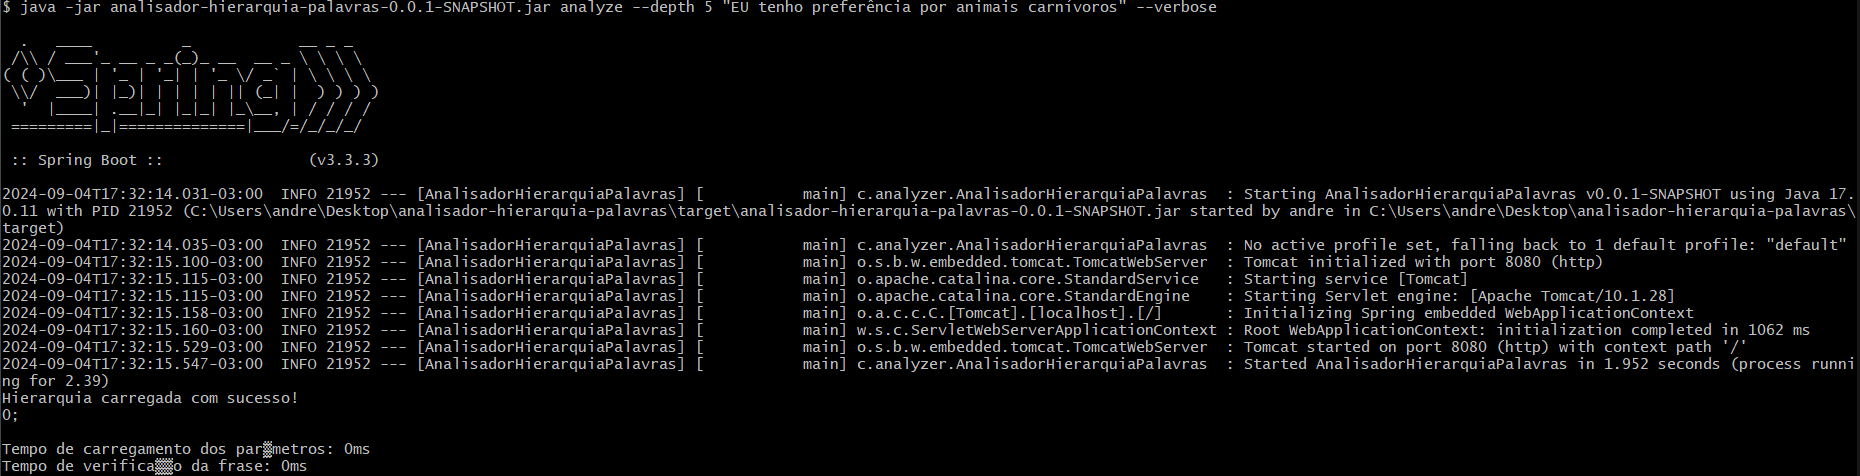 $ java -jar analisador-hierarquia-palavras-0.0.1-SNAPSHOT.jar analyze --depth 5 "EU tenho preferência por animais carnívoros" --verbose
  .   ____          _            __ _ _
 /\\ / ___'_ __ _ _(_)_ __  __ _ \ \ \ \
( ( )\___ | '_ | '_| | '_ \/ _` | \ \ \ \
 \\/  ___)| |_)| | | | | || (_| |  ) ) ) )
  '  |____| .__|_| |_|_| |_\__, | / / / /
 =========|_|==============|___/=/_/_/_/
 :: Spring Boot ::                (v3.3.3)
2024-09-04T17:32:14.031-03:00  INFO 21952 --- [AnalisadorHierarquiaPalavras] [           main] c.analyzer.AnalisadorHierarquiaPalavras  : Starting AnalisadorHierarquiaPalavras v0.0.1-SNAPSHOT using Java 17.
0.11 with PID 21952 (C:\Users\andre\Desktop\analisador-hierarquia-palavras\target\analisador-hierarquia-palavras-0.0.1-SNAPSHOT.jar started by andre in C:\Users\andre\Desktop\analisador-hierarquia-palavras\
target)
2024-09-04T17:32:14.035-03:00  INFO 21952 --- [AnalisadorHierarquiaPalavras] [           main] c.analyzer.AnalisadorHierarquiaPalavras  : No active profile set, falling back to 1 default profile: "default"
2024-09-04T17:32:15.100-03:00  INFO 21952 --- [AnalisadorHierarquiaPalavras] [           main] o.s.b.w.embedded.tomcat.TomcatWebServer  : Tomcat initialized with port 8080 (http)
2024-09-04T17:32:15.115-03:00  INFO 21952 --- [AnalisadorHierarquiaPalavras] [           main] o.apache.catalina.core.StandardService   : Starting service [Tomcat]
2024-09-04T17:32:15.115-03:00  INFO 21952 --- [AnalisadorHierarquiaPalavras] [           main] o.apache.catalina.core.StandardEngine    : Starting Servlet engine: [Apache Tomcat/10.1.28]
2024-09-04T17:32:15.158-03:00  INFO 21952 --- [AnalisadorHierarquiaPalavras] [           main] o.a.c.c.C.[Tomcat].[localhost].[/]       : Initializing Spring embedded WebApplicationContext
2024-09-04T17:32:15.160-03:00  INFO 21952 --- [AnalisadorHierarquiaPalavras] [           main] w.s.c.ServletWebServerApplicationContext : Root WebApplicationContext: initialization completed in 1062 ms
2024-09-04T17:32:15.529-03:00  INFO 21952 --- [AnalisadorHierarquiaPalavras] [           main] o.s.b.w.embedded.tomcat.TomcatWebServer  : Tomcat started on port 8080 (http) with context path '/'
2024-09-04T17:32:15.547-03:00  INFO 21952 --- [AnalisadorHierarquiaPalavras] [           main] c.analyzer.AnalisadorHierarquiaPalavras  : Started AnalisadorHierarquiaPalavras in 1.952 seconds (process runni
ng for 2.39)
Hierarquia carregada com sucesso!
0;
Tempo de carregamento dos par▒metros: 0ms
Tempo de verifica▒▒o da frase: 0ms